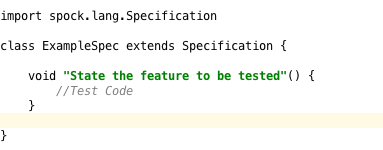 import spock.lang.Specification
class ExampleSpec extends Specification {
void "State the feature to be tested"() {
//Test Code
}
}